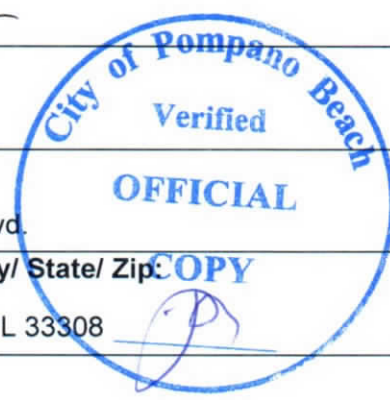 City of Pompano Beach
Verified
OFFICIAL
vd.
y/ State/ Zip:
COPY
L 33308